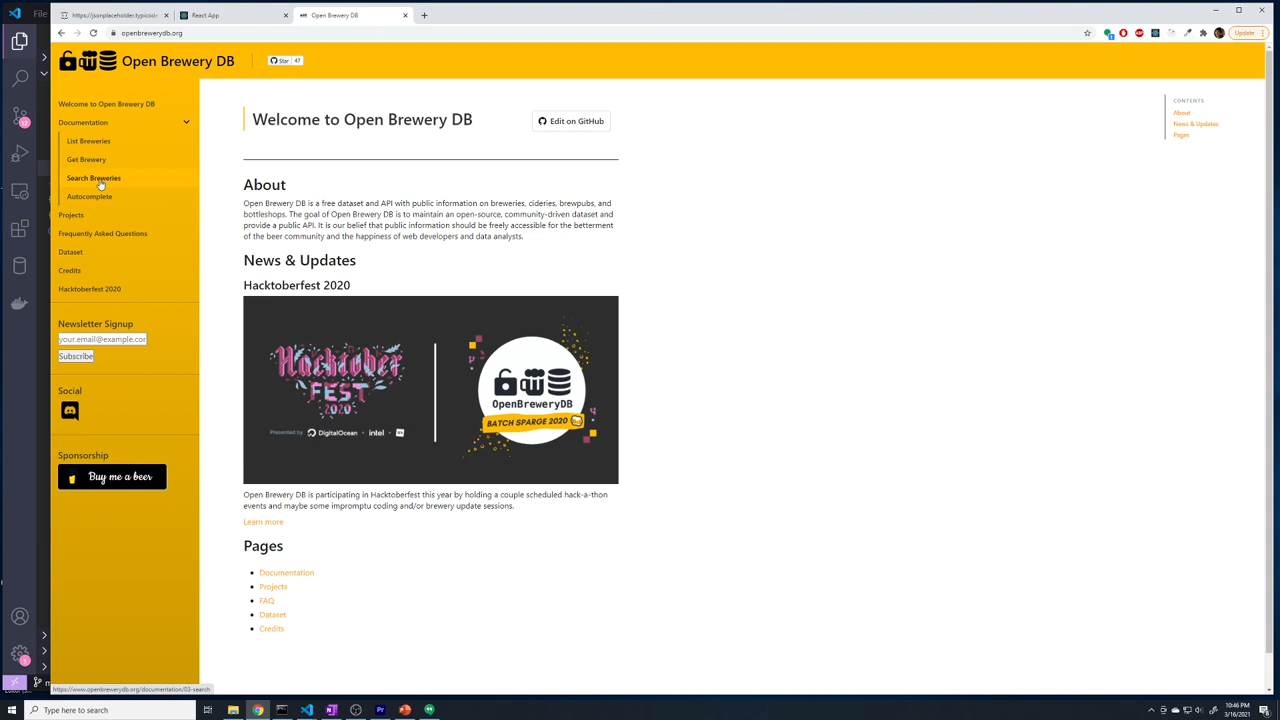 File
https://jsonplaceholder.typicod
React App
Open Brewery DB
openbrewerydb.org
Update
Open Brewery DB
Star 47
Welcome to Open Brewery DB
Documentation
List Breweries
Get Brewery
Search Breweries
Autocomplete
Projects
Frequently Asked Questions
Dataset
Credits
Hacktoberfest 2020
Newsletter Signup
your.email@example.cor
Subscribe
Social
Sponsorship
Buy me a beer
Welcome to Open Brewery DB
Edit on GitHub
About
Open Brewery DB is a free dataset and API with public information on breweries, cideries, brewpubs, and
bottleshops. The goal of Open Brewery DB is to maintain an open-source, community-driven dataset and
provide a public API. It is our belief that public information should be freely accessible for the betterment
of the beer community and the happiness of web developers and data analysts.
News & Updates
Hacktoberfest 2020
Hacktober
FEST
2020
Presented by DigitalOcean + intel +
OpenBreweryDB
BATCH SPARGE 2020
Open Brewery DB is participating in Hacktoberfest this year by holding a couple scheduled hack-a-thon
events and maybe some impromptu coding and/or brewery update sessions.
Learn more
Pages
Documentation
Projects
FAQ
Dataset
Credits
CONTENTS
About
News & Updates
Pages
12
1
https://www.openbrewerydb.org/documentation/03-search
Type here to search
10:46 PM
3/16/2021